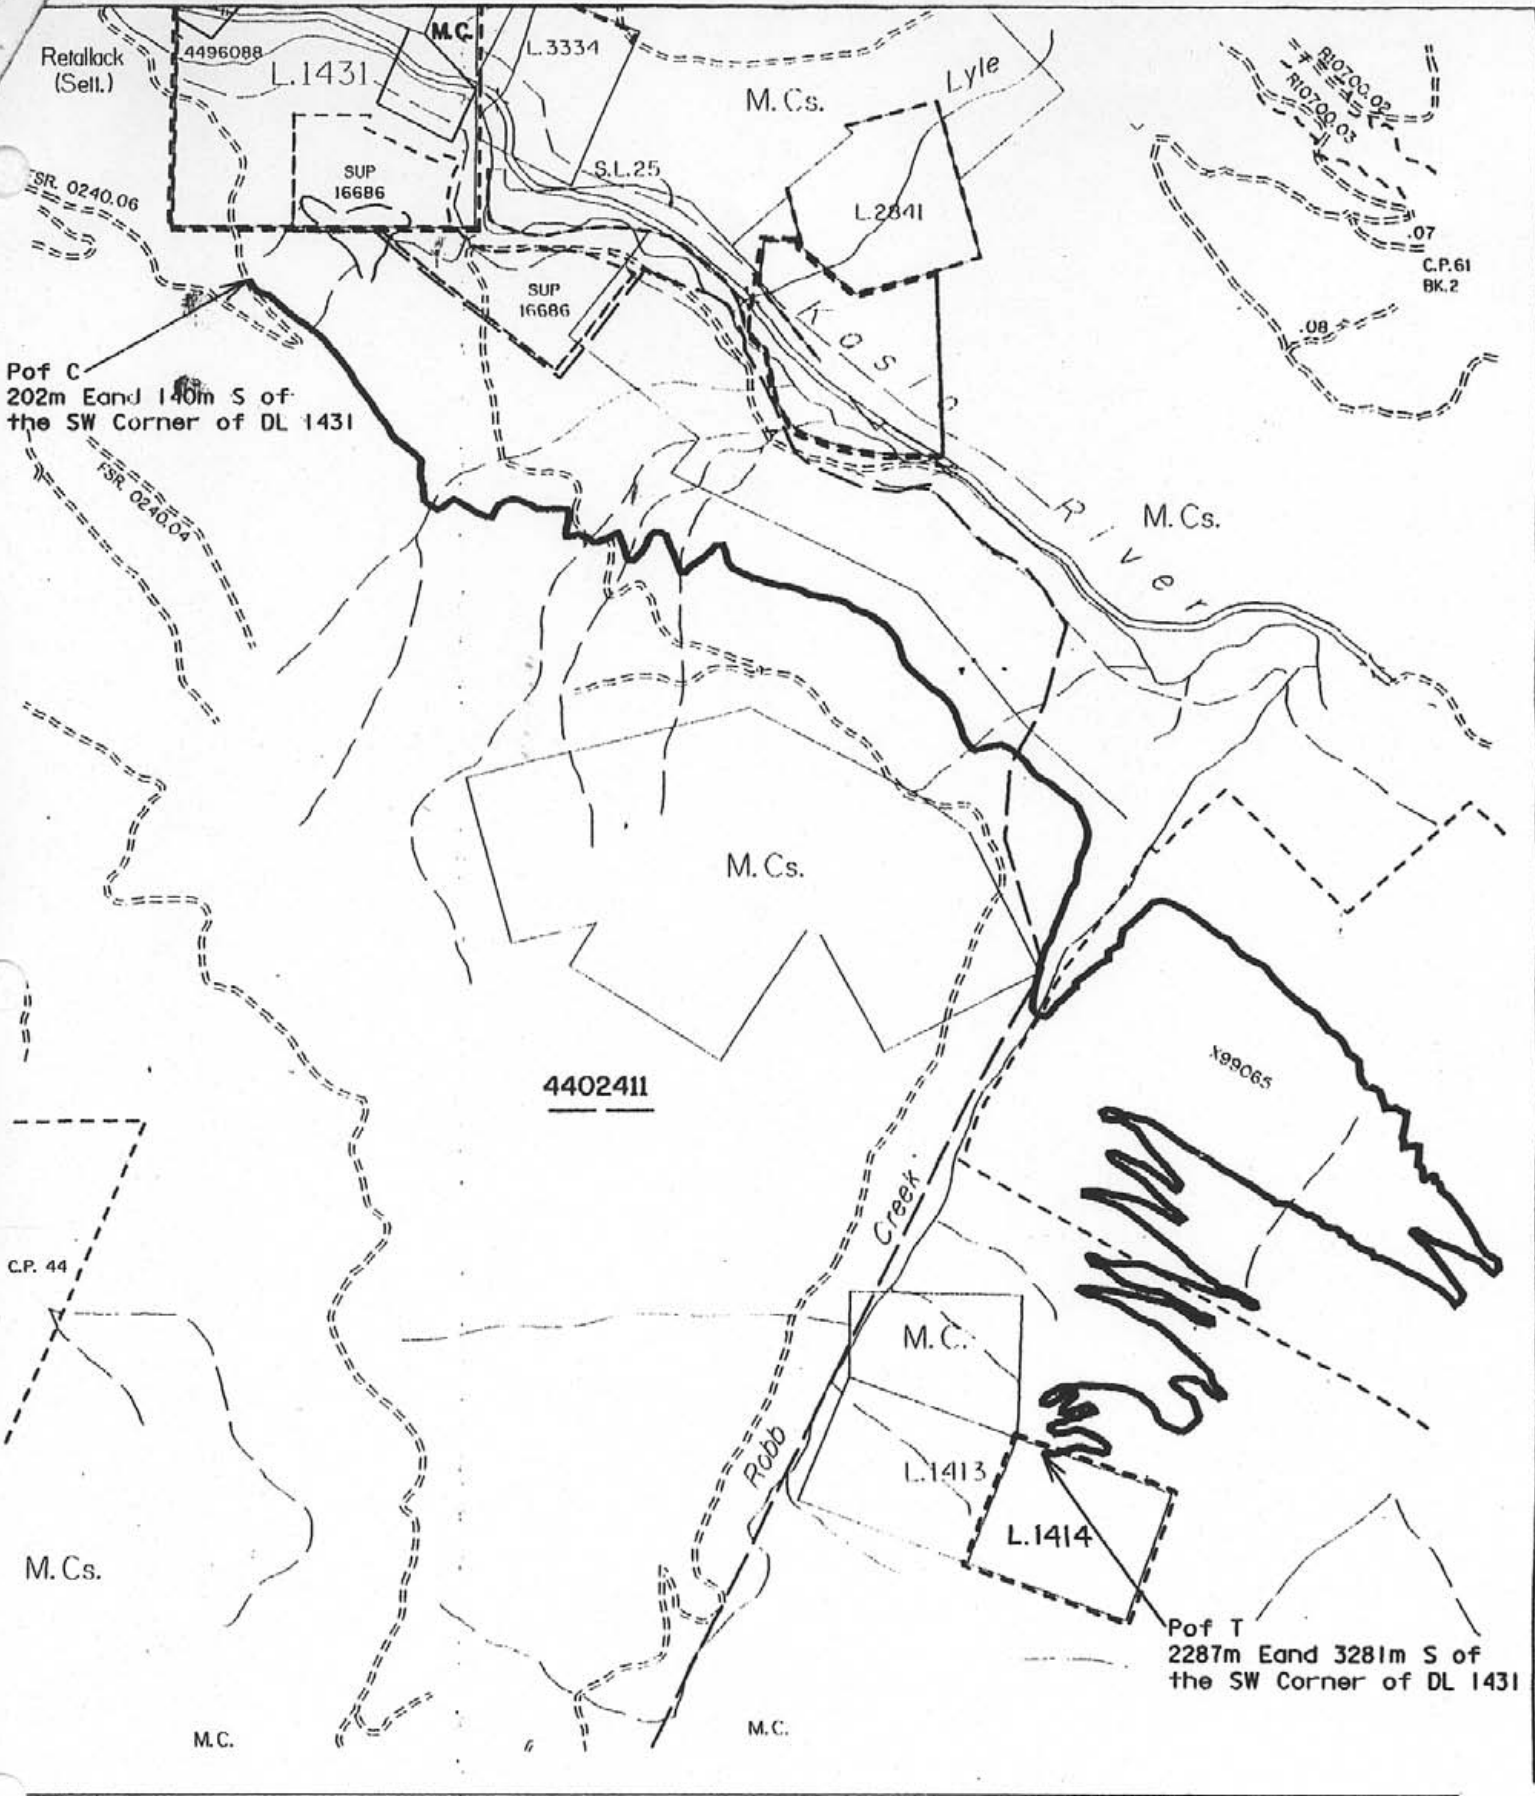 M.C.
Retallack
(Sett.)
4496088
L.1431
L.3334
Lyle
M. Cs.
R10700.02
R10700.03
SUP
16686
S.L.25
FSR. 0240.06
L.2841
.07
C.P.61
BK.2
SUP
16686
.08
Pof C
202m Eand 140m S of
the SW Corner of DL 1431
FSR. 0240.04
River
M. Cs.
M. Cs.
X99065
4402411
Creek
C.P. 44
M. C.
Robb
L.1413
L.1414
M. Cs.
Pof T
2287m Eand 3281m S of
the SW Corner of DL 1431
M.C.
M.C.